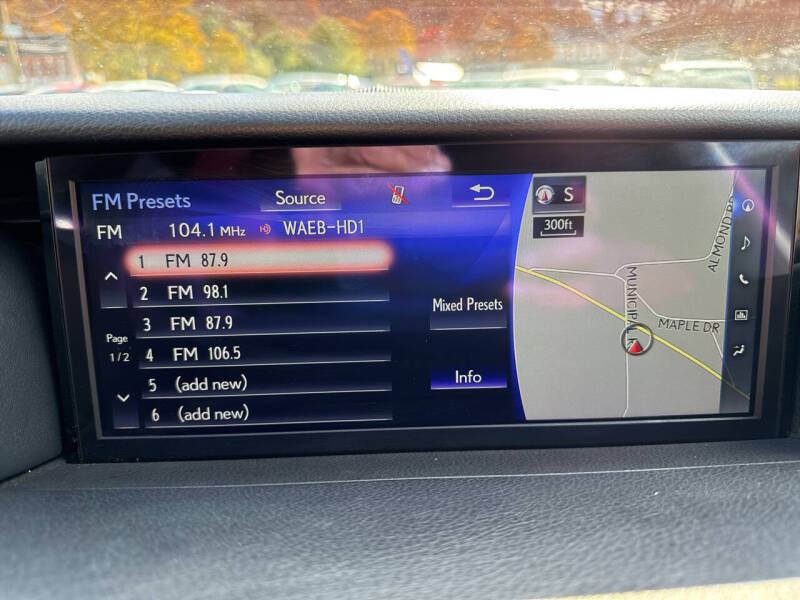 FM Presets
Source
FM 104.1 MHz WAEB-HD1
1 FM 87.9
2 FM 98.1
3 FM 87.9
4 FM 106.5
5 (add new)
6 (add new)
Page
1/2
Mixed Presets
Info
S
300ft
MUNICIPAL R
MAPLE DR
ALMOND R